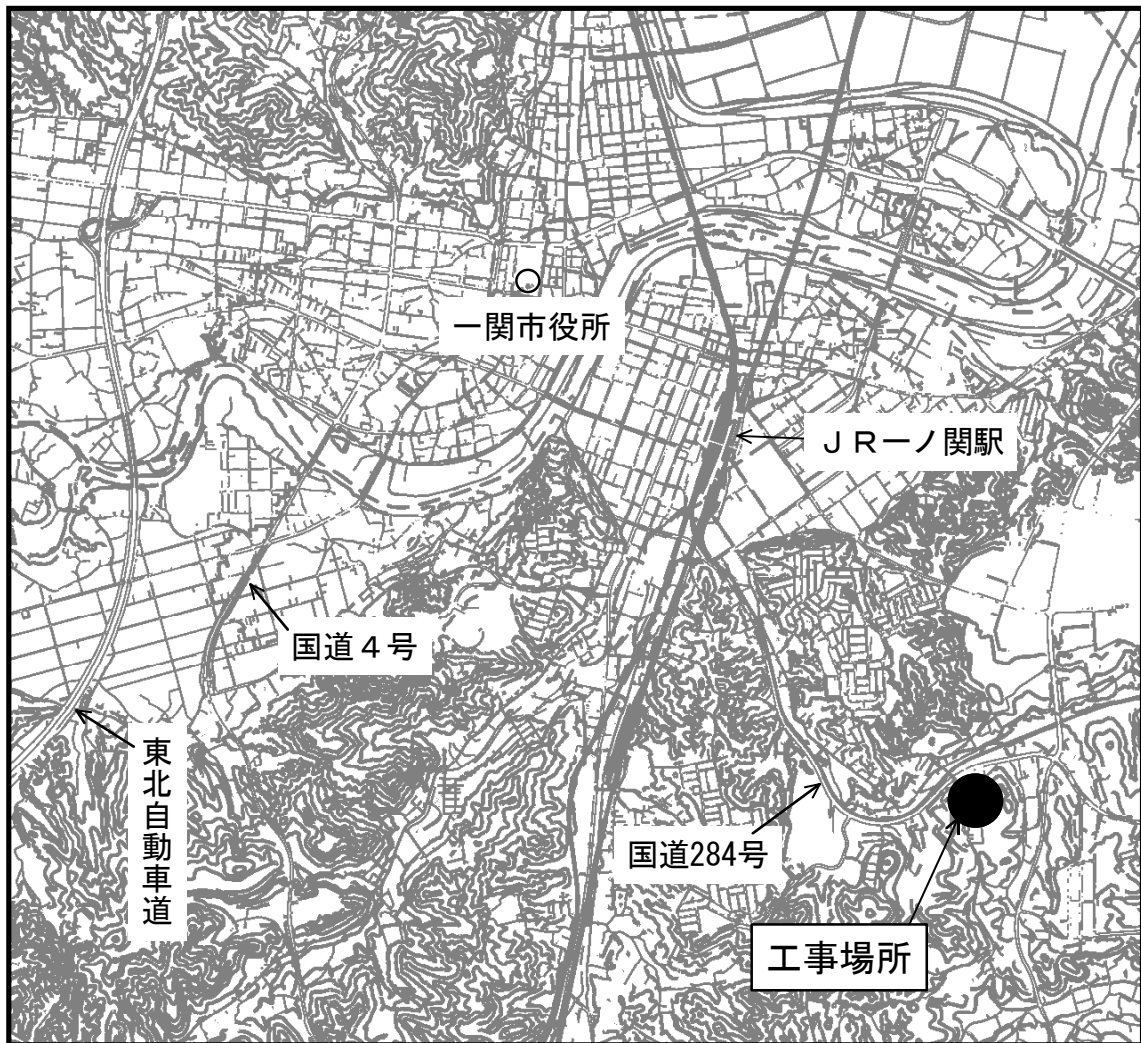 一関市役所
ＪＲ一ノ関駅
国道４号
東北自動車道
国道284号
工事場所